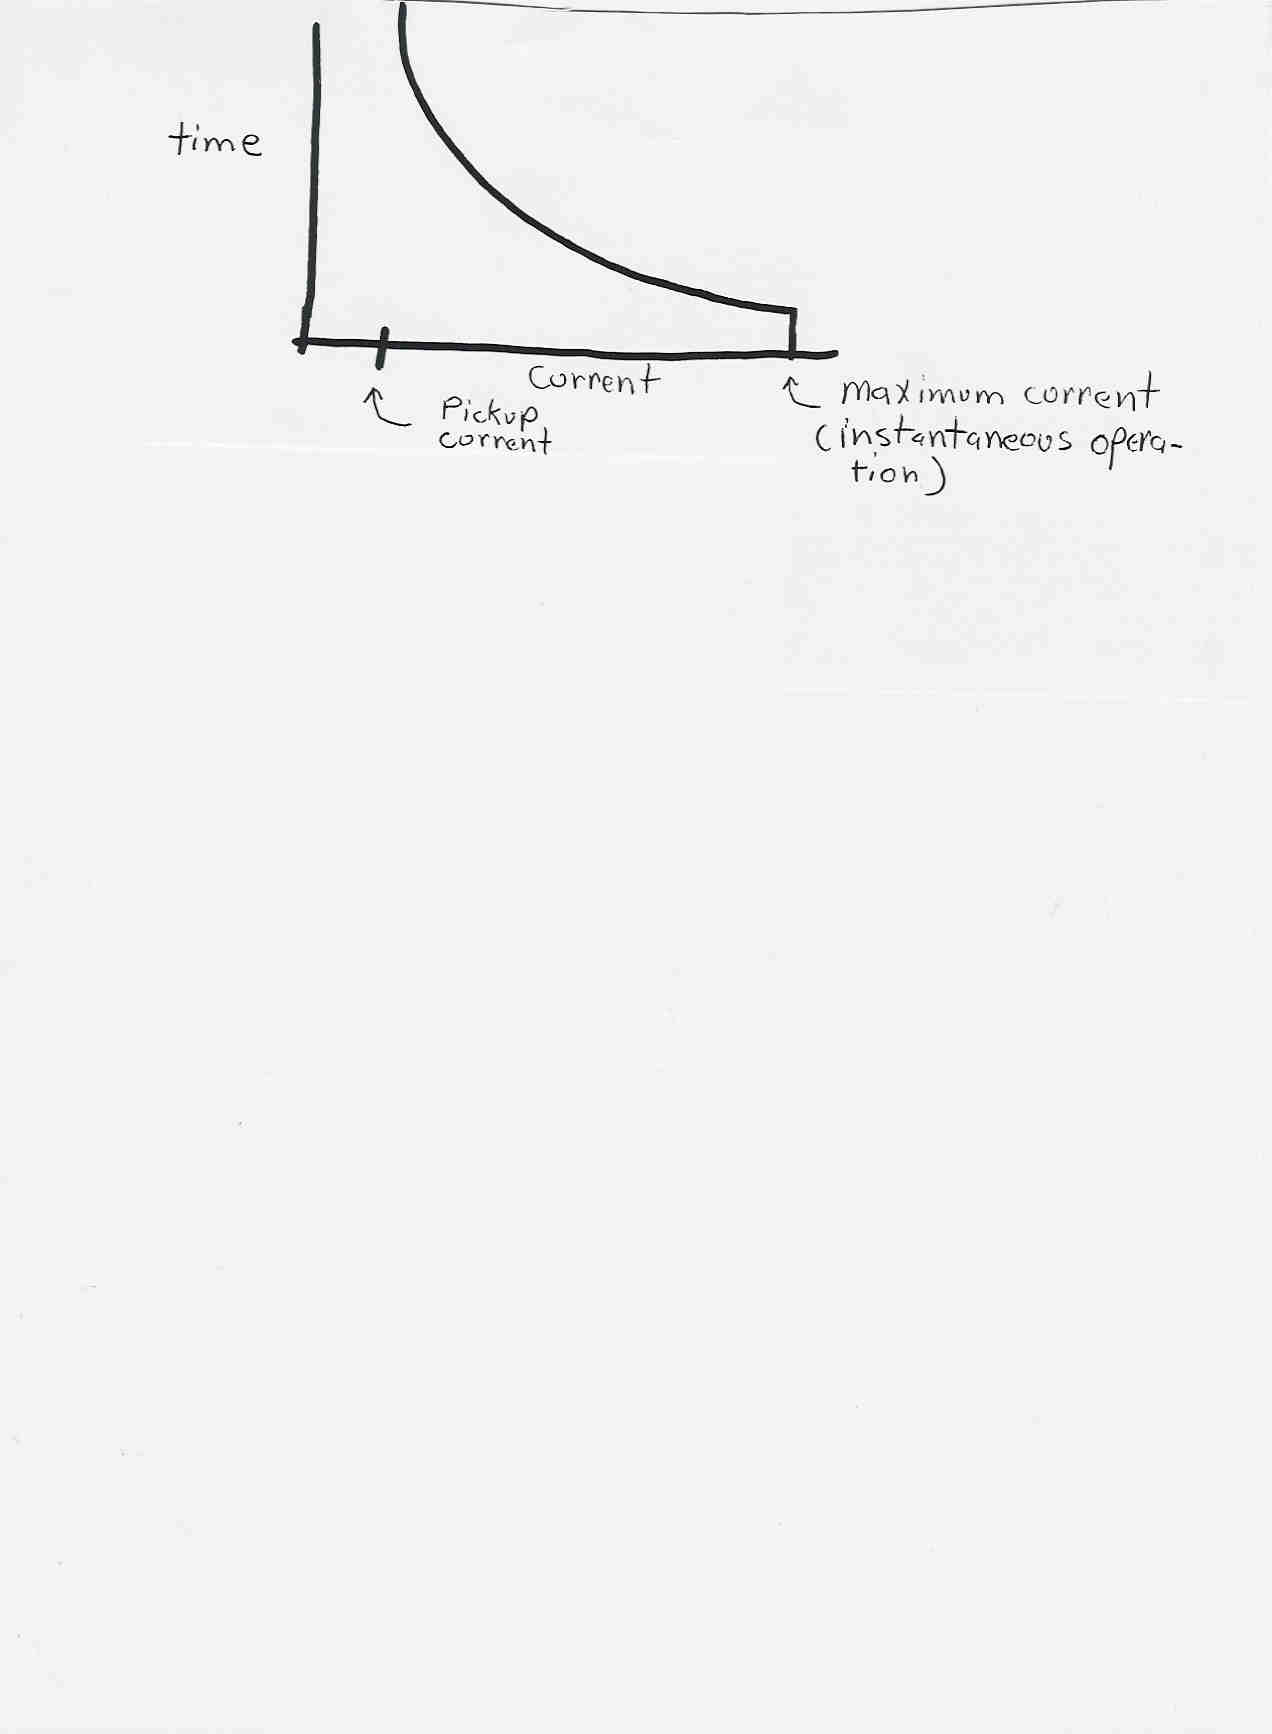 time
Current
Pickup
current
Maximum current
(instantaneous opera-
tion)